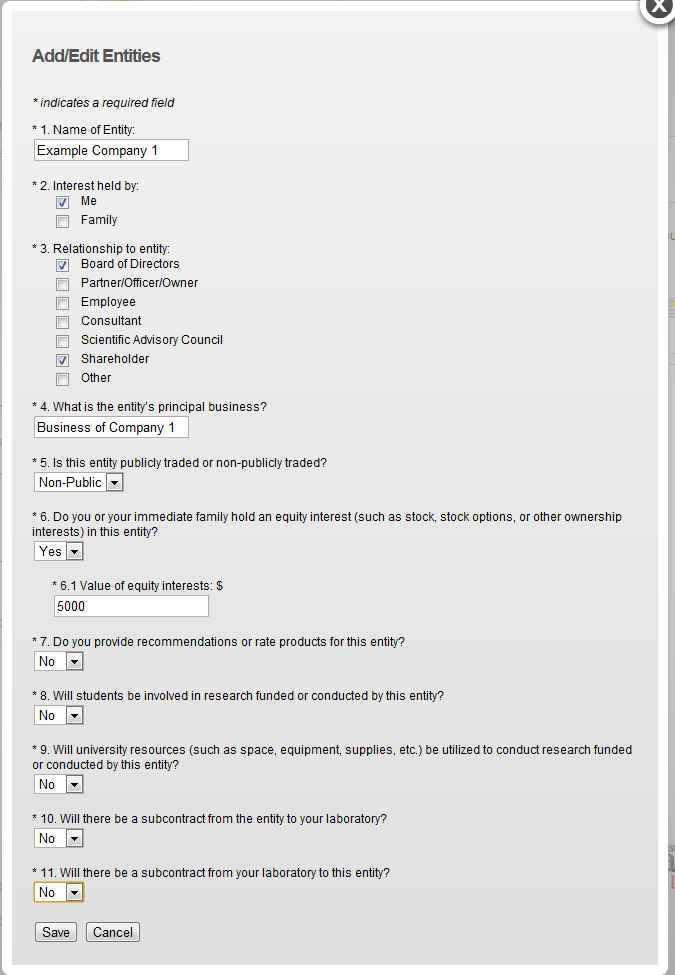 X
Add/Edit Entities
* indicates a required field
* 1. Name of Entity:
Example Company 1
* 2. Interest held by:
Me
Family
* 3. Relationship to entity:
Board of Directors
Partner/Officer/Owner
Employee
Consultant
Scientific Advisory Council
Shareholder
Other
* 4. What is the entity's principal business?
Business of Company 1
* 5. Is this entity publicly traded or non-publicly traded?
Non-Public
* 6. Do you or your immediate family hold an equity interest (such as stock, stock options, or other ownership
interests) in this entity?
Yes
* 6.1 Value of equity interests: $
5000
* 7. Do you provide recommendations or rate products for this entity?
No
* 8. Will students be involved in research funded or conducted by this entity?
No
* 9. Will university resources (such as space, equipment, supplies, etc.) be utilized to conduct research funded
or conducted by this entity?
No
* 10. Will there be a subcontract from the entity to your laboratory?
No
* 11. Will there be a subcontract from your laboratory to this entity?
No
Save Cancel